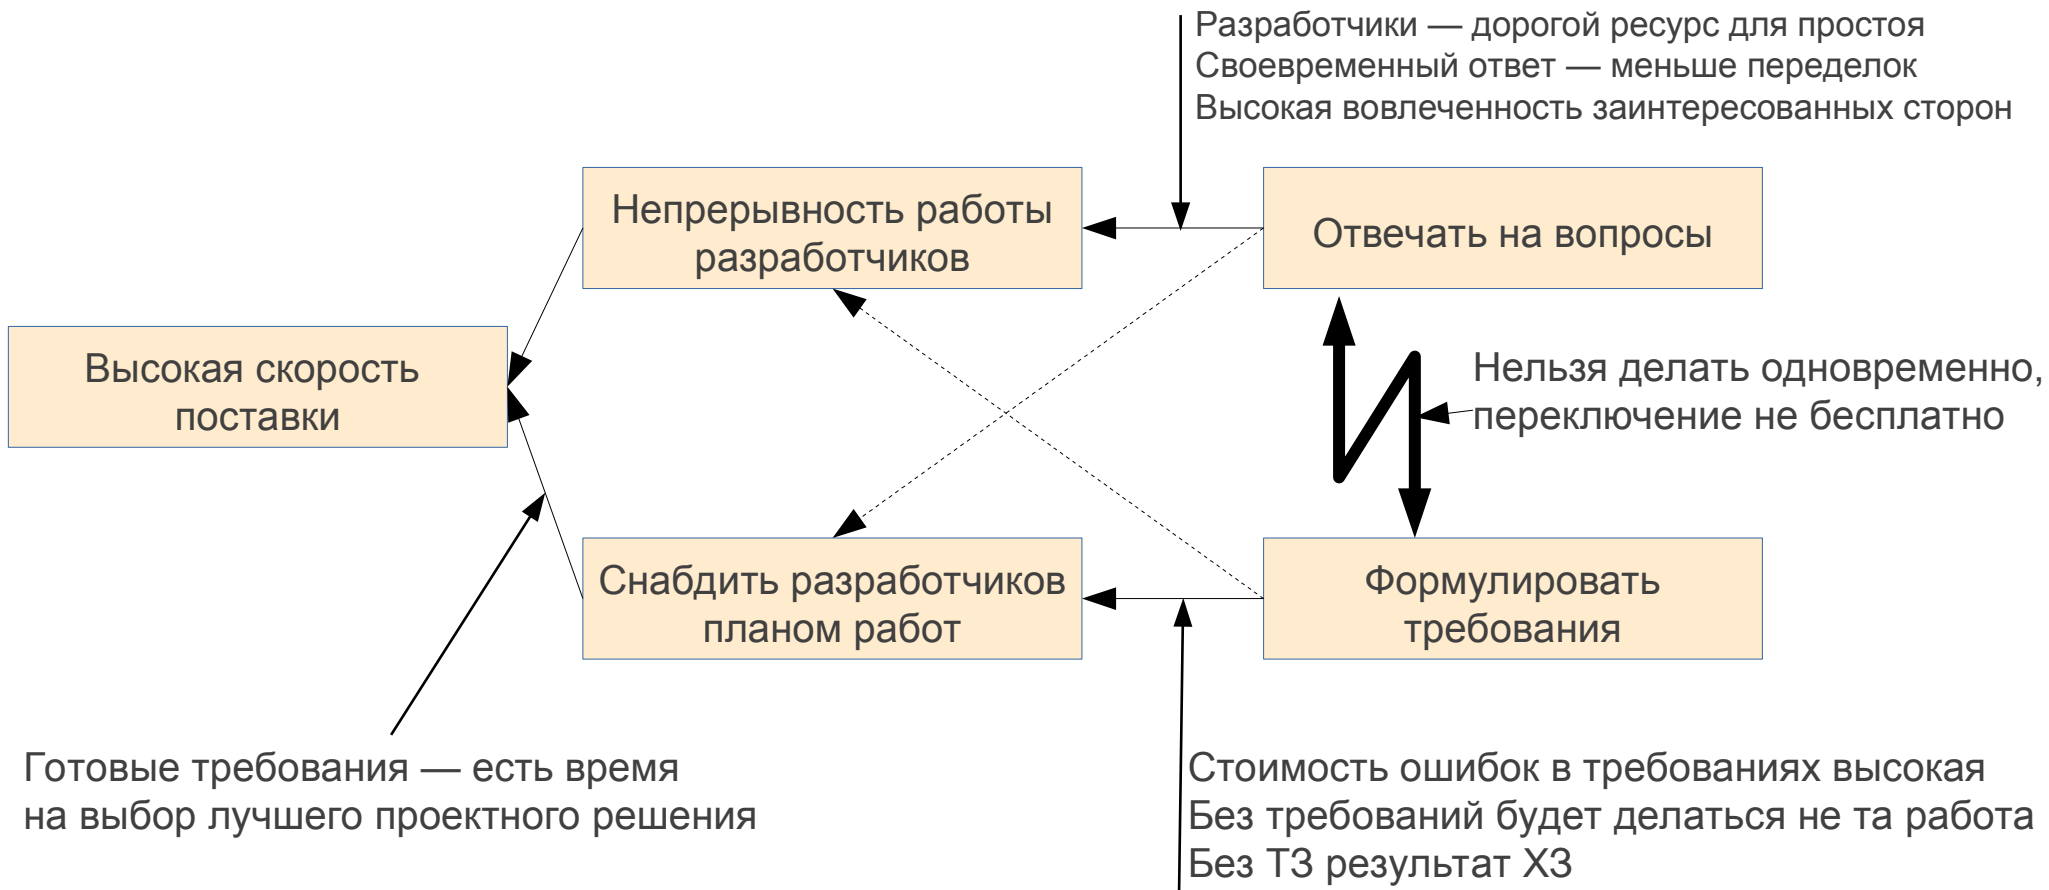 Разработчики — дорогой ресурс для простоя
Своевременный ответ — меньше переделок
Высокая вовлеченность заинтересованных сторон
Непрерывность работы
разработчиков
Отвечать на вопросы
Высокая скорость
поставки
Нельзя делать одновременно,
переключение не бесплатно
Снабдить разработчиков
планом работ
Формулировать
требования
Готовые требования — есть время
на выбор лучшего проектного решения
Стоимость ошибок в требованиях высокая
Без требований будет делаться не та работа
Без ТЗ результат ХЗ